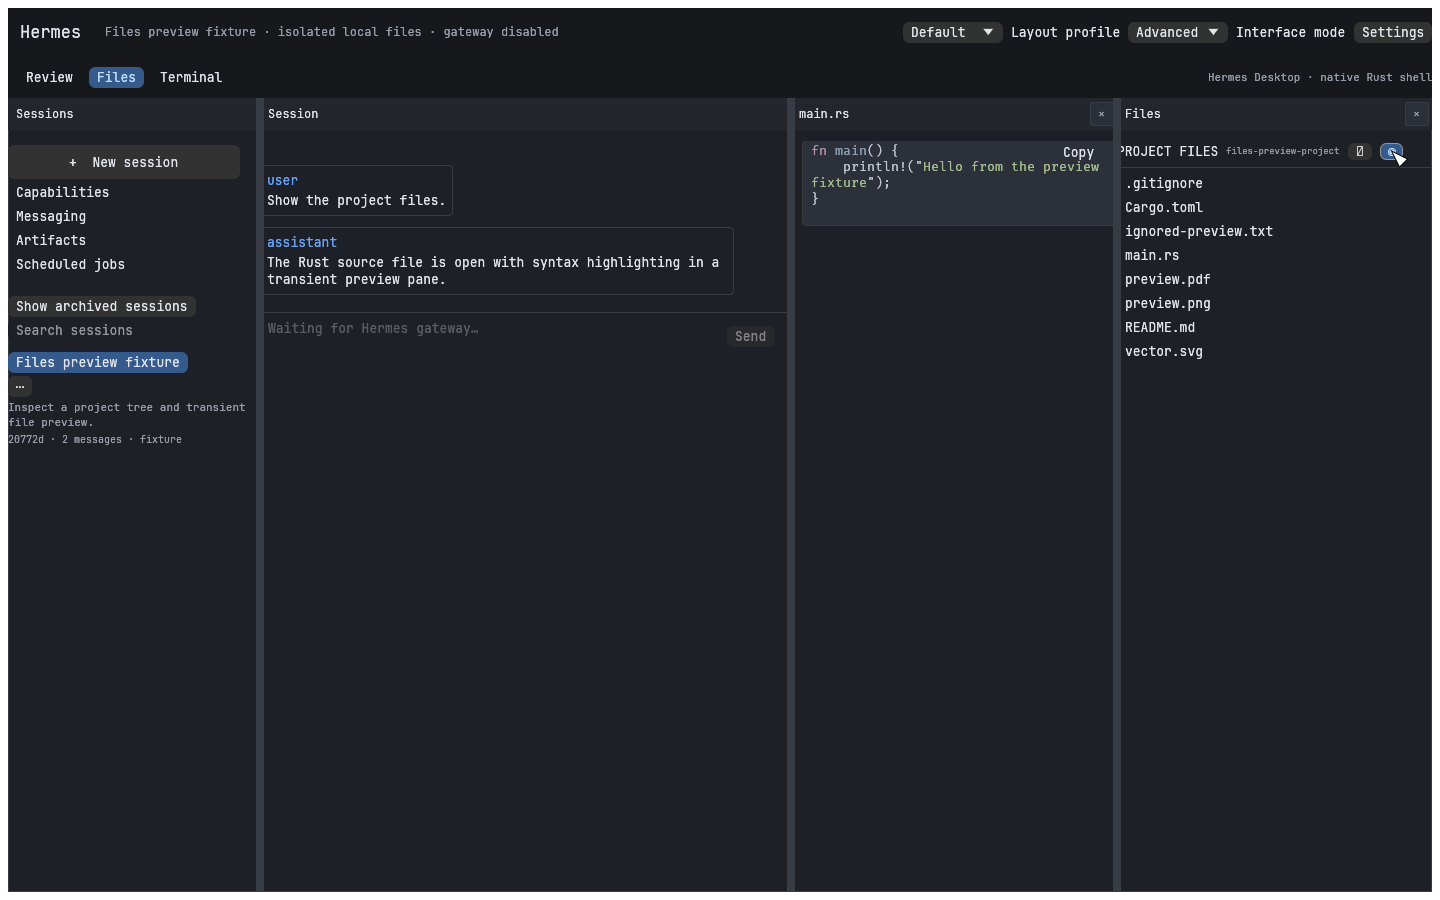 Hermes
Files preview fixture · isolated local files · gateway disabled
Default
Layout profile
Advanced
Interface mode
Settings
Review
Files
Terminal
Hermes Desktop · native Rust shell
Sessions
+ New session
Capabilities
Messaging
Artifacts
Scheduled jobs
Show archived sessions
Search sessions
Files preview fixture
…
Inspect a project tree and transient
file preview.
20772d · 2 messages · fixture
Session
user
Show the project files.
assistant
The Rust source file is open with syntax highlighting in a
transient preview pane.
Waiting for Hermes gateway…
Send
main.rs
×
Copy
fn main() {
    println!("Hello from the preview
fixture");
}
Files
×
PROJECT FILES
files-preview-project
.gitignore
Cargo.toml
ignored-preview.txt
main.rs
preview.pdf
preview.png
README.md
vector.svg